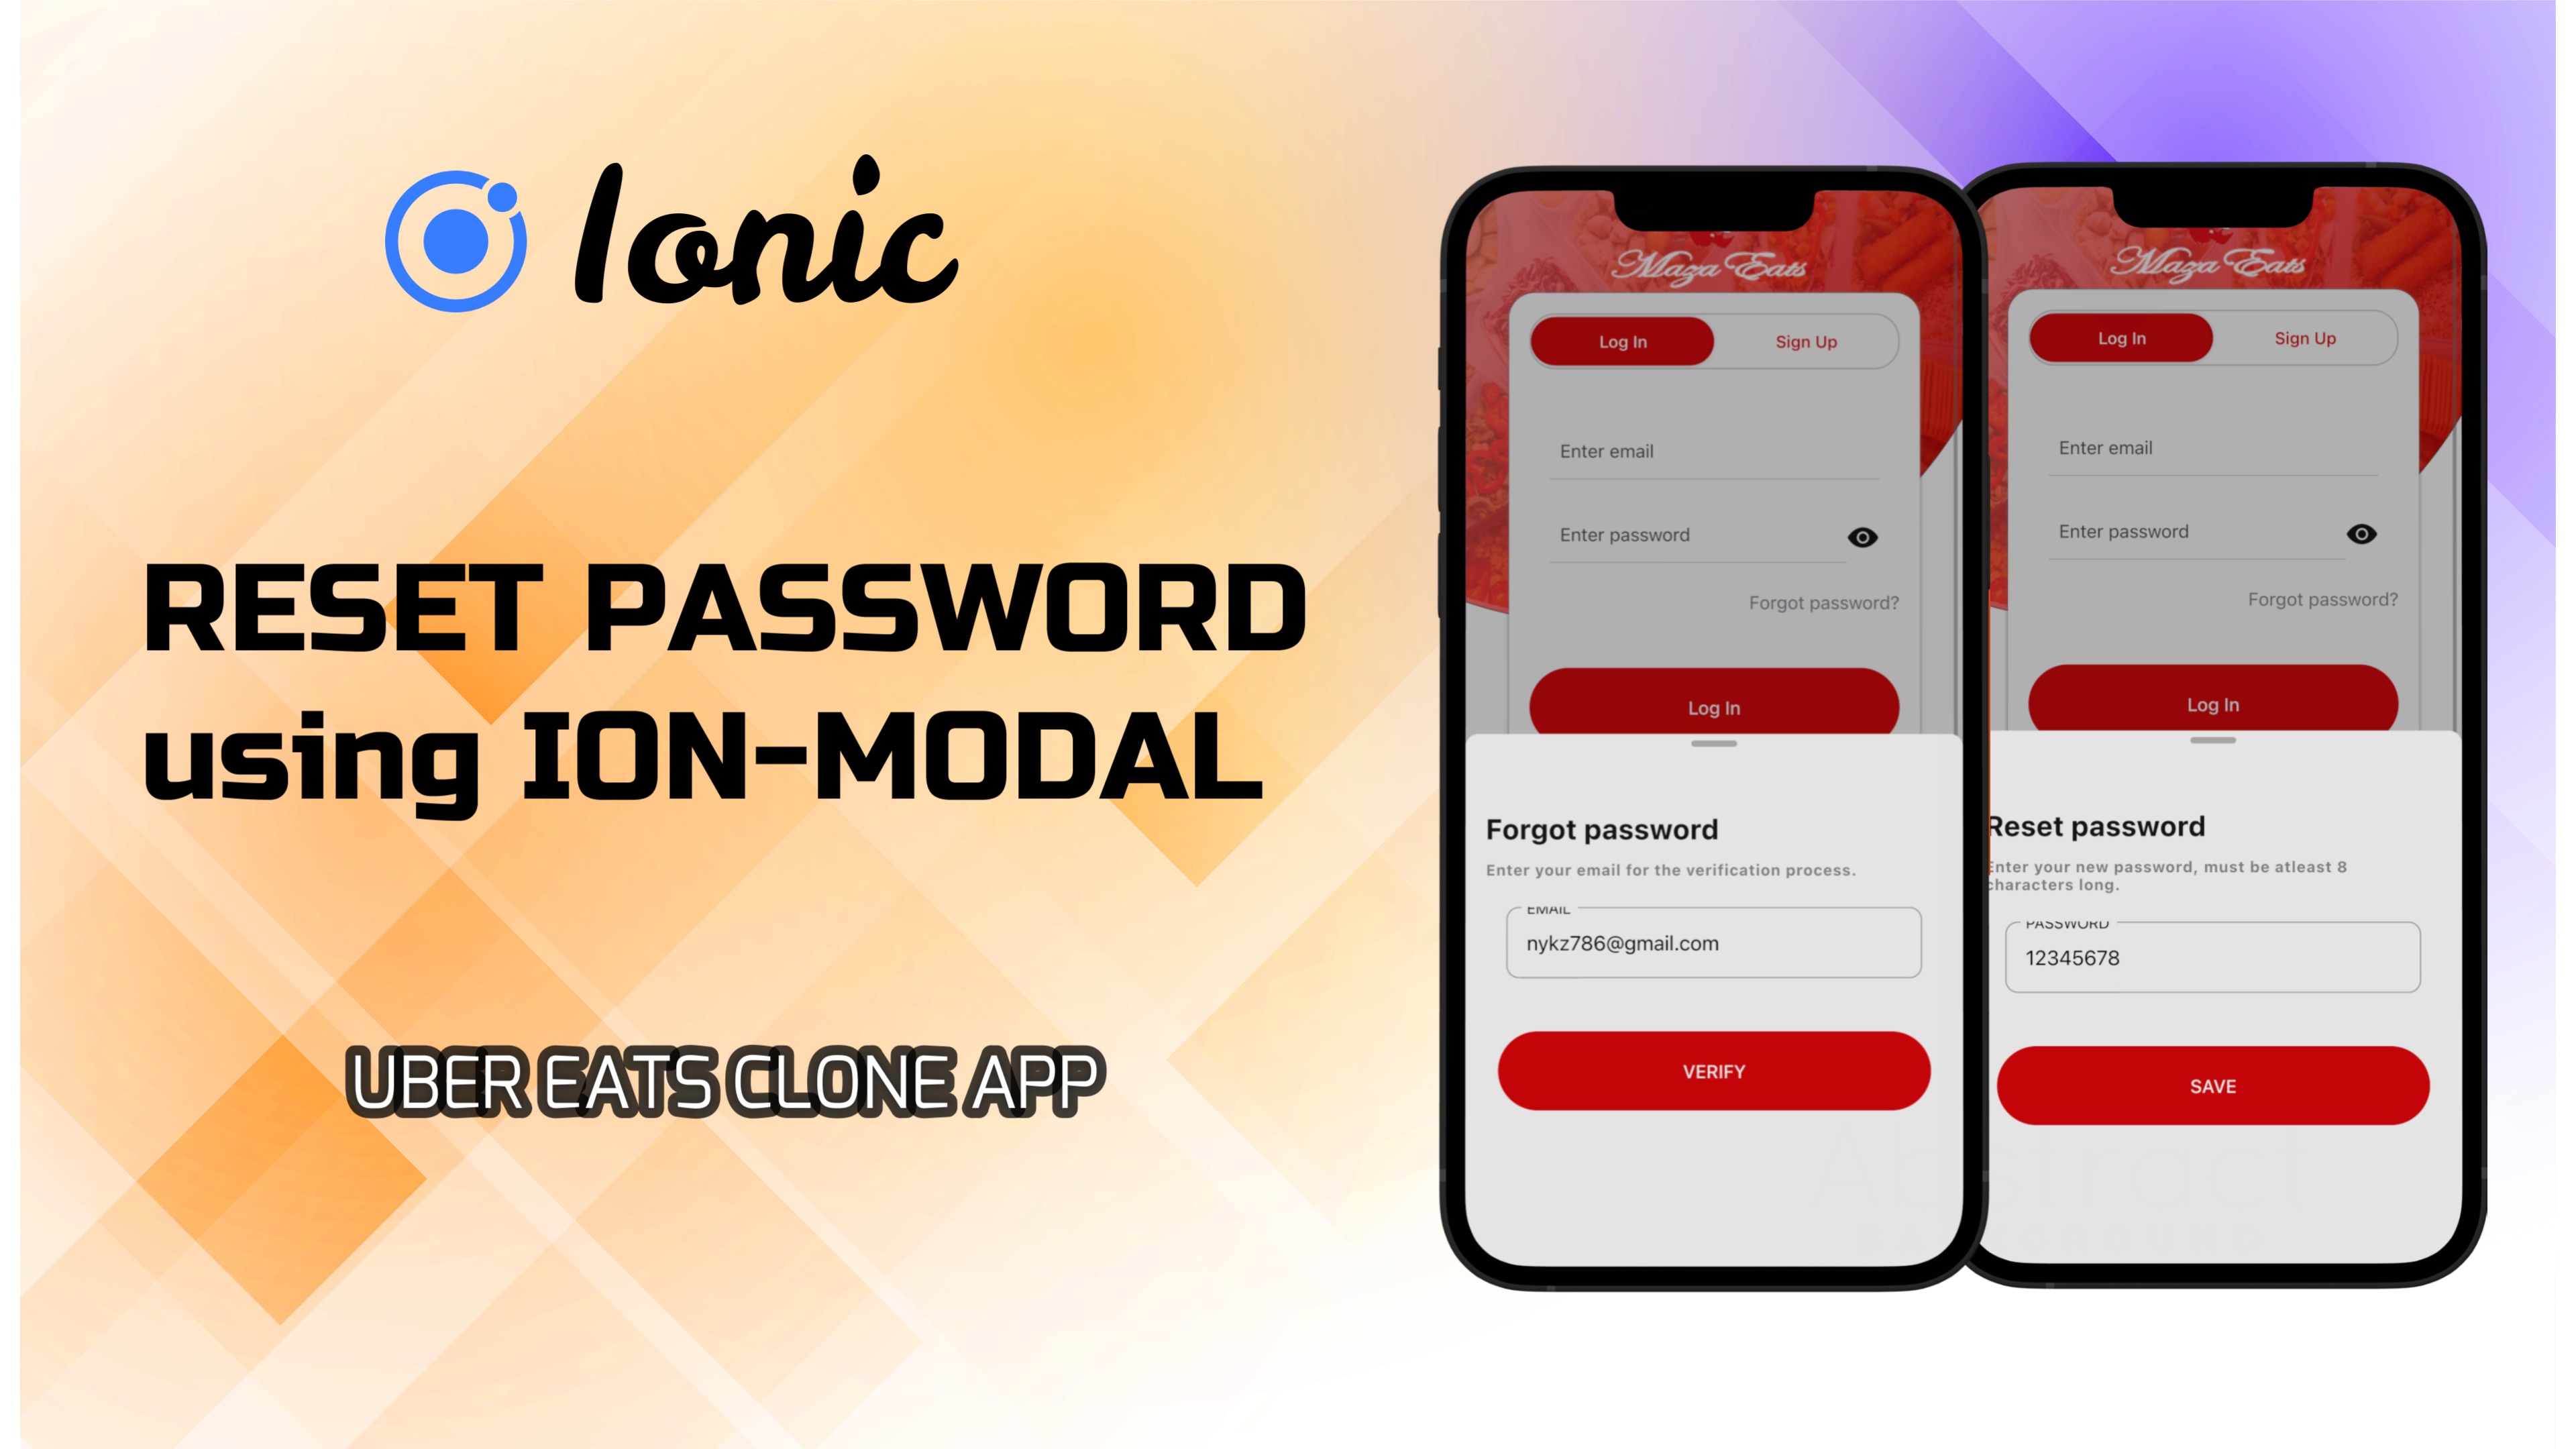 Ionic
RESET PASSWORD
using ION-MODAL
UBER EATS CLONE APP
Maza Eats
Log In
Sign Up
Enter email
Enter password
Forgot password?
Log In
Forgot password
Enter your email for the verification process.
EMAIL
nykz786@gmail.com
VERIFY
Maza Eats
Log In
Sign Up
Enter email
Enter password
Forgot password?
Log In
Reset password
Enter your new password, must be atleast 8
characters long.
PASSWORD
12345678
SAVE